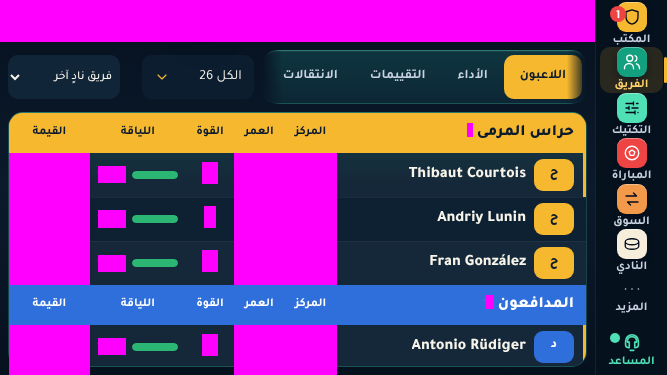 1
المكتب
الفريق
التكتيك
المباراة
السوق
النادي
...
المزيد
المساعد
اللاعبون
الأداء
التقييمات
الانتقالات
الكل 26
فريق نادٍ آخر
حراس المرمى المركز العمر القوة اللياقة القيمة
ح Thibaut Courtois
ح Andriy Lunin
ح Fran González
المدافعون المركز العمر القوة اللياقة القيمة
د Antonio Rüdiger